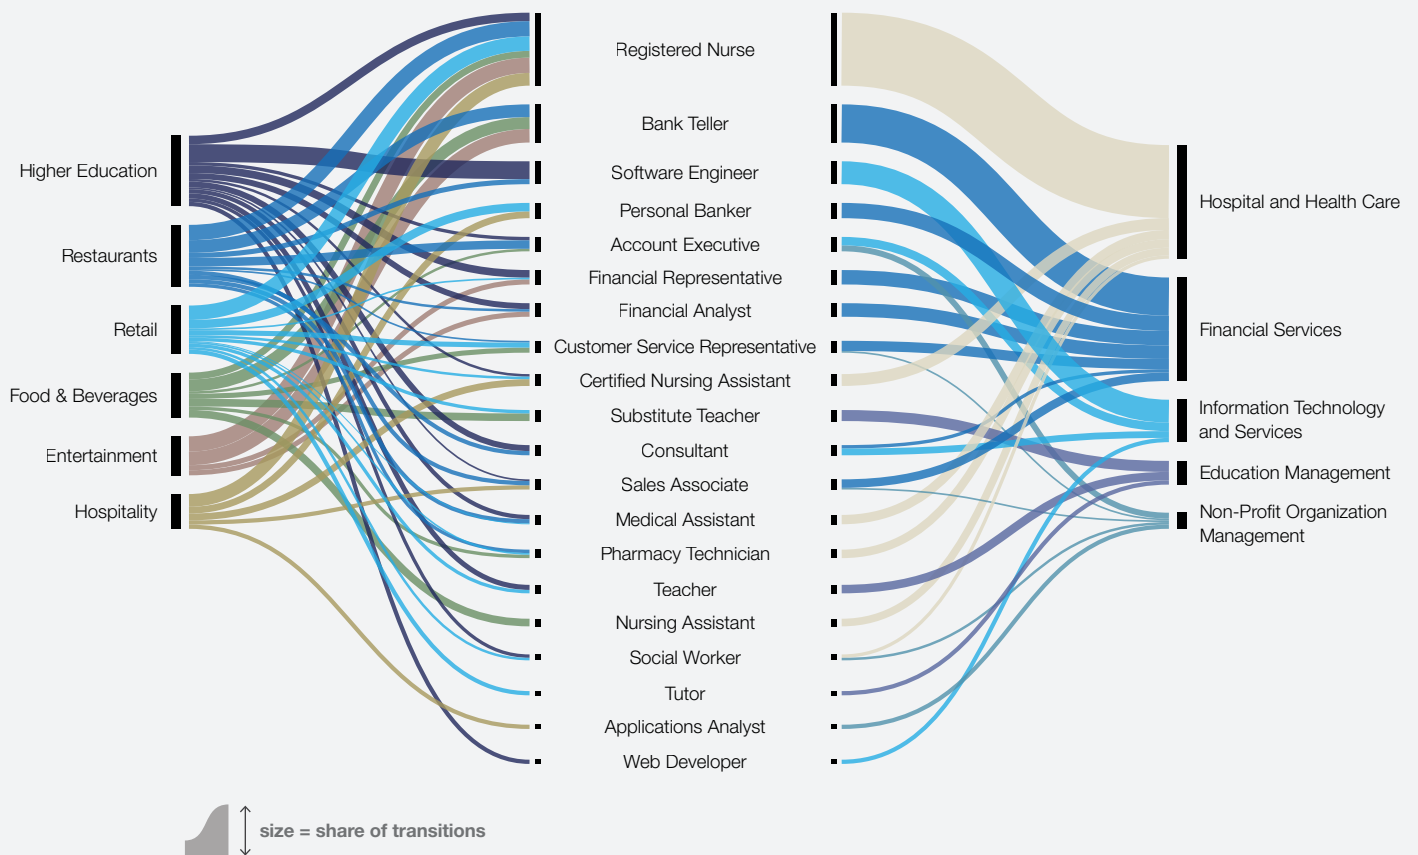 Higher Education
Restaurants
Retail
Food & Beverages
Entertainment
Hospitality
Registered Nurse
Bank Teller
Software Engineer
Personal Banker
Account Executive
Financial Representative
Financial Analyst
Customer Service Representative
Certified Nursing Assistant
Substitute Teacher
Consultant
Sales Associate
Medical Assistant
Pharmacy Technician
Teacher
Nursing Assistant
Social Worker
Tutor
Applications Analyst
Web Developer
Hospital and Health Care
Financial Services
Information Technology
and Services
Education Management
Non-Profit Organization
Management
size = share of transitions